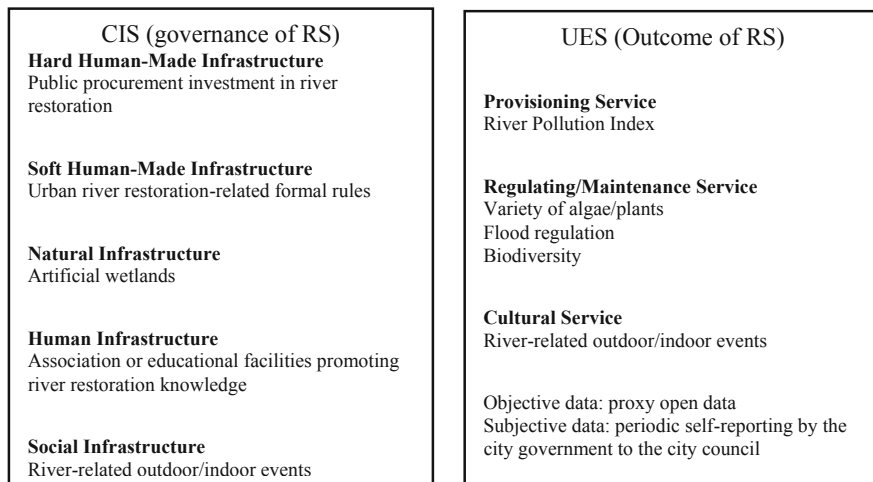 CIS (governance of RS)
Hard Human-Made Infrastructure
Public procurement investment in river
restoration
Soft Human-Made Infrastructure
Urban river restoration-related formal rules
Natural Infrastructure
Artificial wetlands
Human Infrastructure
Association or educational facilities promoting
river restoration knowledge
Social Infrastructure
River-related outdoor/indoor events
UES (Outcome of RS)
Provisioning Service
River Pollution Index
Regulating/Maintenance Service
Variety of algae/plants
Flood regulation
Biodiversity
Cultural Service
River-related outdoor/indoor events
Objective data: proxy open data
Subjective data: periodic self-reporting by the
city government to the city council